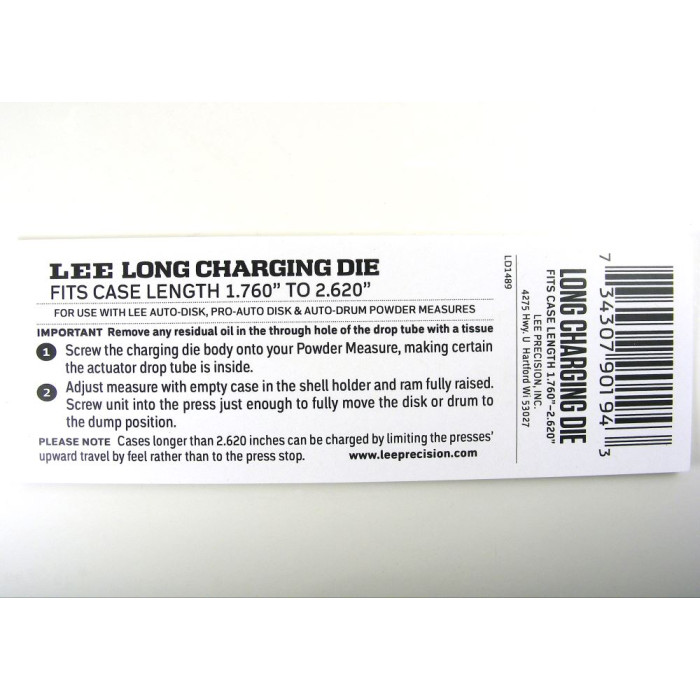 LEE LONG CHARGING DIE
FITS CASE LENGTH 1.760” TO 2.620”
FOR USE WITH LEE AUTO-DISK, PRO-AUTO DISK & AUTO-DRUM POWDER MEASURES
IMPORTANT Remove any residual oil in the through hole of the drop tube with a tissue
1 Screw the charging die body onto your Powder Measure, making certain
the actuator drop tube is inside.
2 Adjust measure with empty case in the shell holder and ram fully raised.
Screw unit into the press just enough to fully move the disk or drum to
the dump position.
PLEASE NOTE Cases longer than 2.620 inches can be charged by limiting the presses’
upward travel by feel rather than to the press stop. www.leeprecision.com
LD1489
LONG CHARGING DIE
FITS CASE LENGTH 1.760”-2.620”
LEE PRECISION, INC.
4275 Hwy. U Hartford Wi 53027
7 34307 90194 3